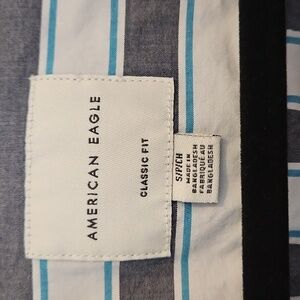 AMERICAN EAGLE
CLASSIC FIT
S/P/CH
MADE IN
BANGLADESH
FABRIQUÉ AU
BANGLADESH